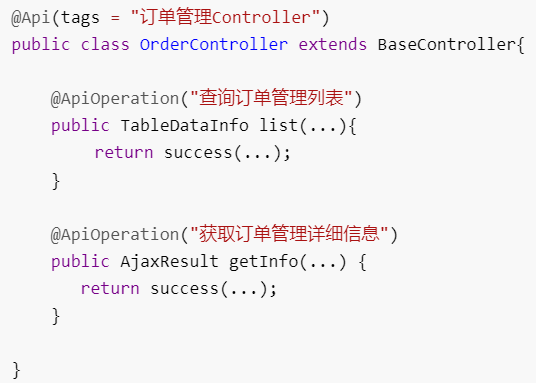 @Api(tags = "订单管理Controller")
public class OrderController extends BaseController{
@ApiOperation("查询订单管理列表")
public TableDataInfo list(...){
return success(...);
}
@ApiOperation("获取订单管理详细信息")
public AjaxResult getInfo(...) {
return success(...);
}
}